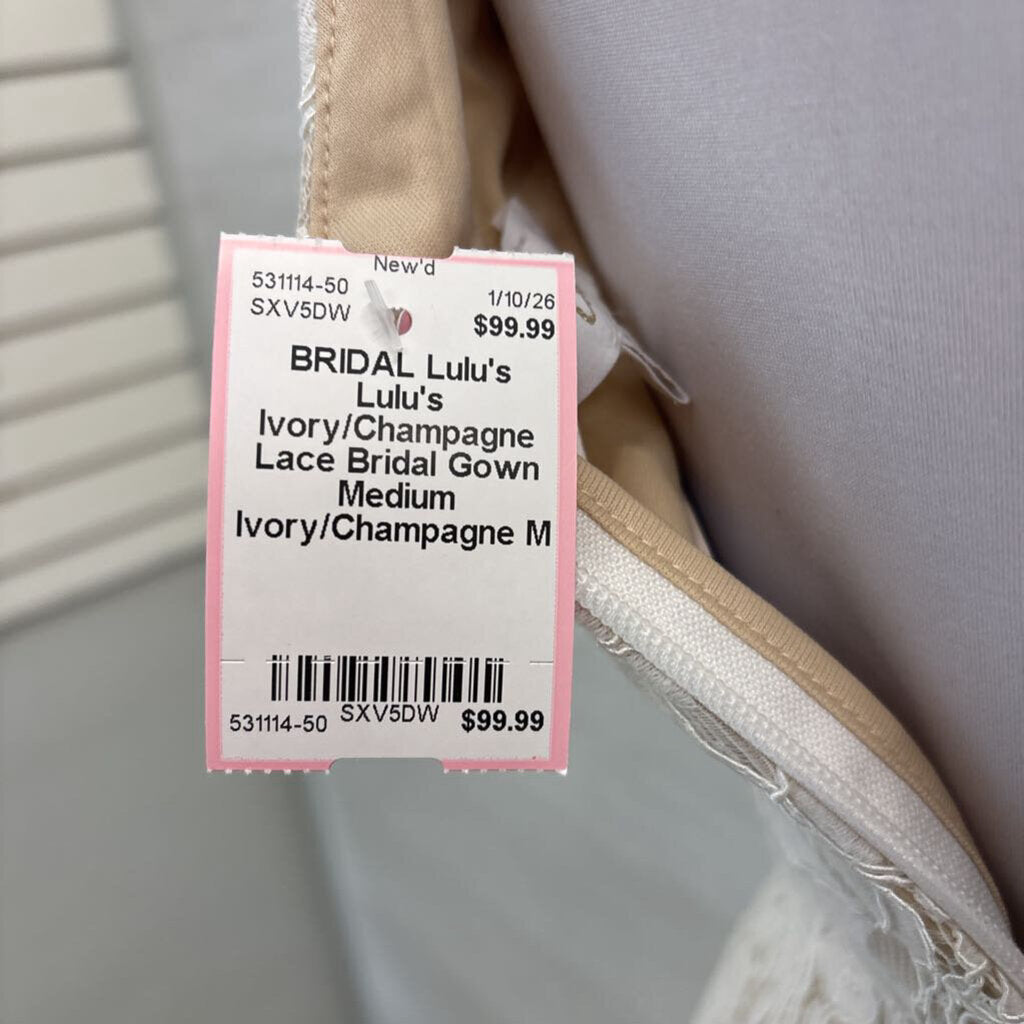 New'd
531114-50
1/10/26
SXV5DW
$99.99
BRIDAL Lulu's
Lulu's
Ivory/Champagne
Lace Bridal Gown
Medium
Ivory/Champagne M
531114-50 SXV5DW $99.99